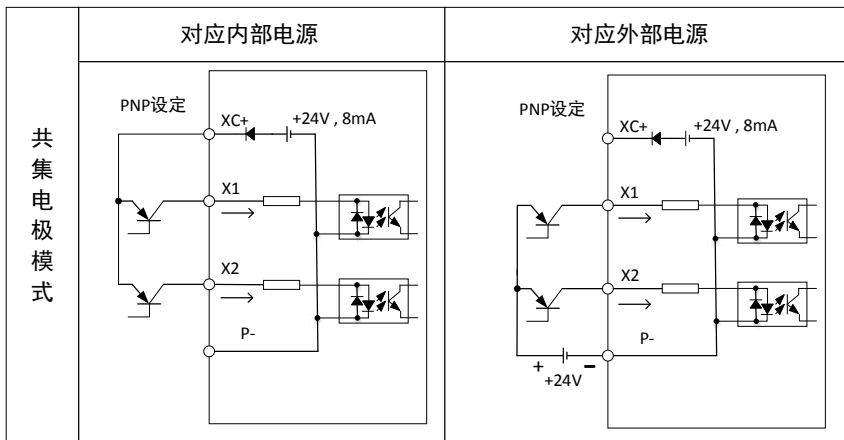 对应内部电源
对应外部电源
共集电极模式
PNP设定
XC+
+24V , 8mA
X1
X2
P-
PNP设定
XC+
+24V , 8mA
X1
X2
P-
+ −
+24V